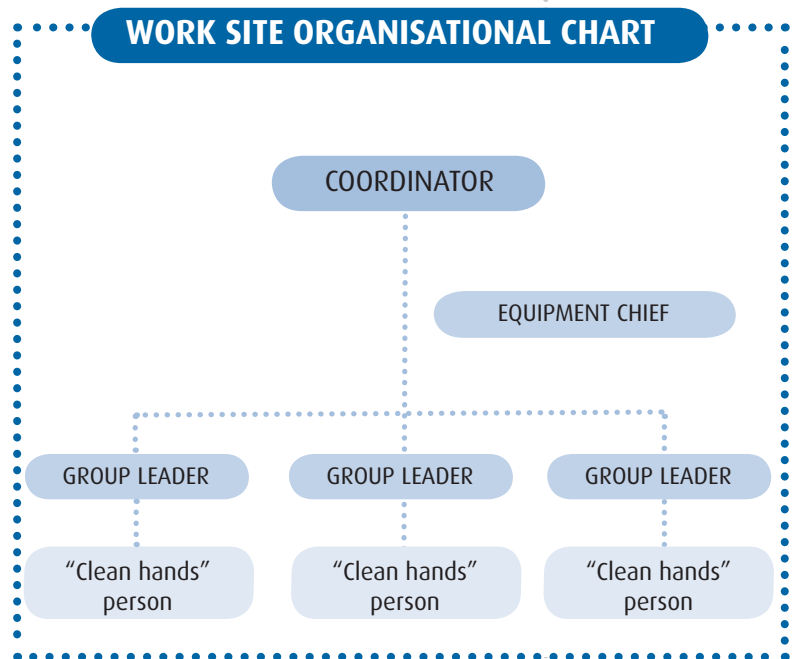 WORK SITE ORGANISATIONAL CHART
COORDINATOR
EQUIPMENT CHIEF
GROUP LEADER
GROUP LEADER
GROUP LEADER
“Clean hands”
person
“Clean hands”
person
“Clean hands”
person